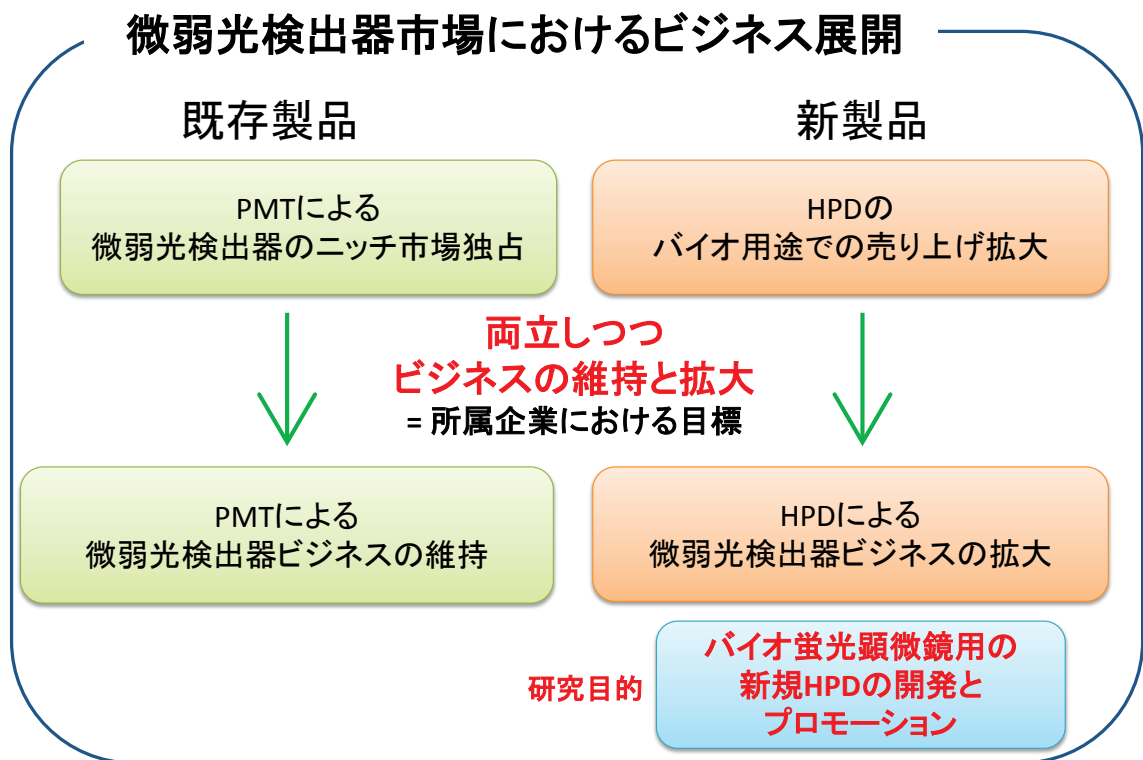 微弱光検出器市場におけるビジネス展開
既存製品
新製品
PMTによる
微弱光検出器のニッチ市場独占
HPDの
バイオ用途での売り上げ拡大
両立しつつ
ビジネスの維持と拡大
= 所属企業における目標
PMTによる
微弱光検出器ビジネスの維持
HPDによる
微弱光検出器ビジネスの拡大
研究目的
バイオ蛍光顕微鏡用の
新規HPDの開発と
プロモーション